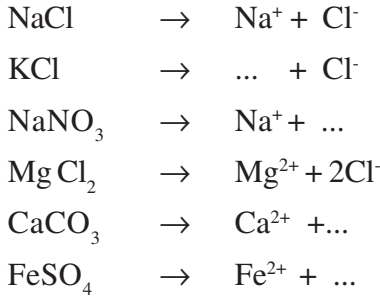 NaCl → Na⁺ + Cl⁻
KCl → ... + Cl⁻
NaNO₃ → Na⁺ + ...
MgCl₂ → Mg²⁺ + 2Cl⁻
CaCO₃ → Ca²⁺ +...
FeSO₄ → Fe²⁺ + ...